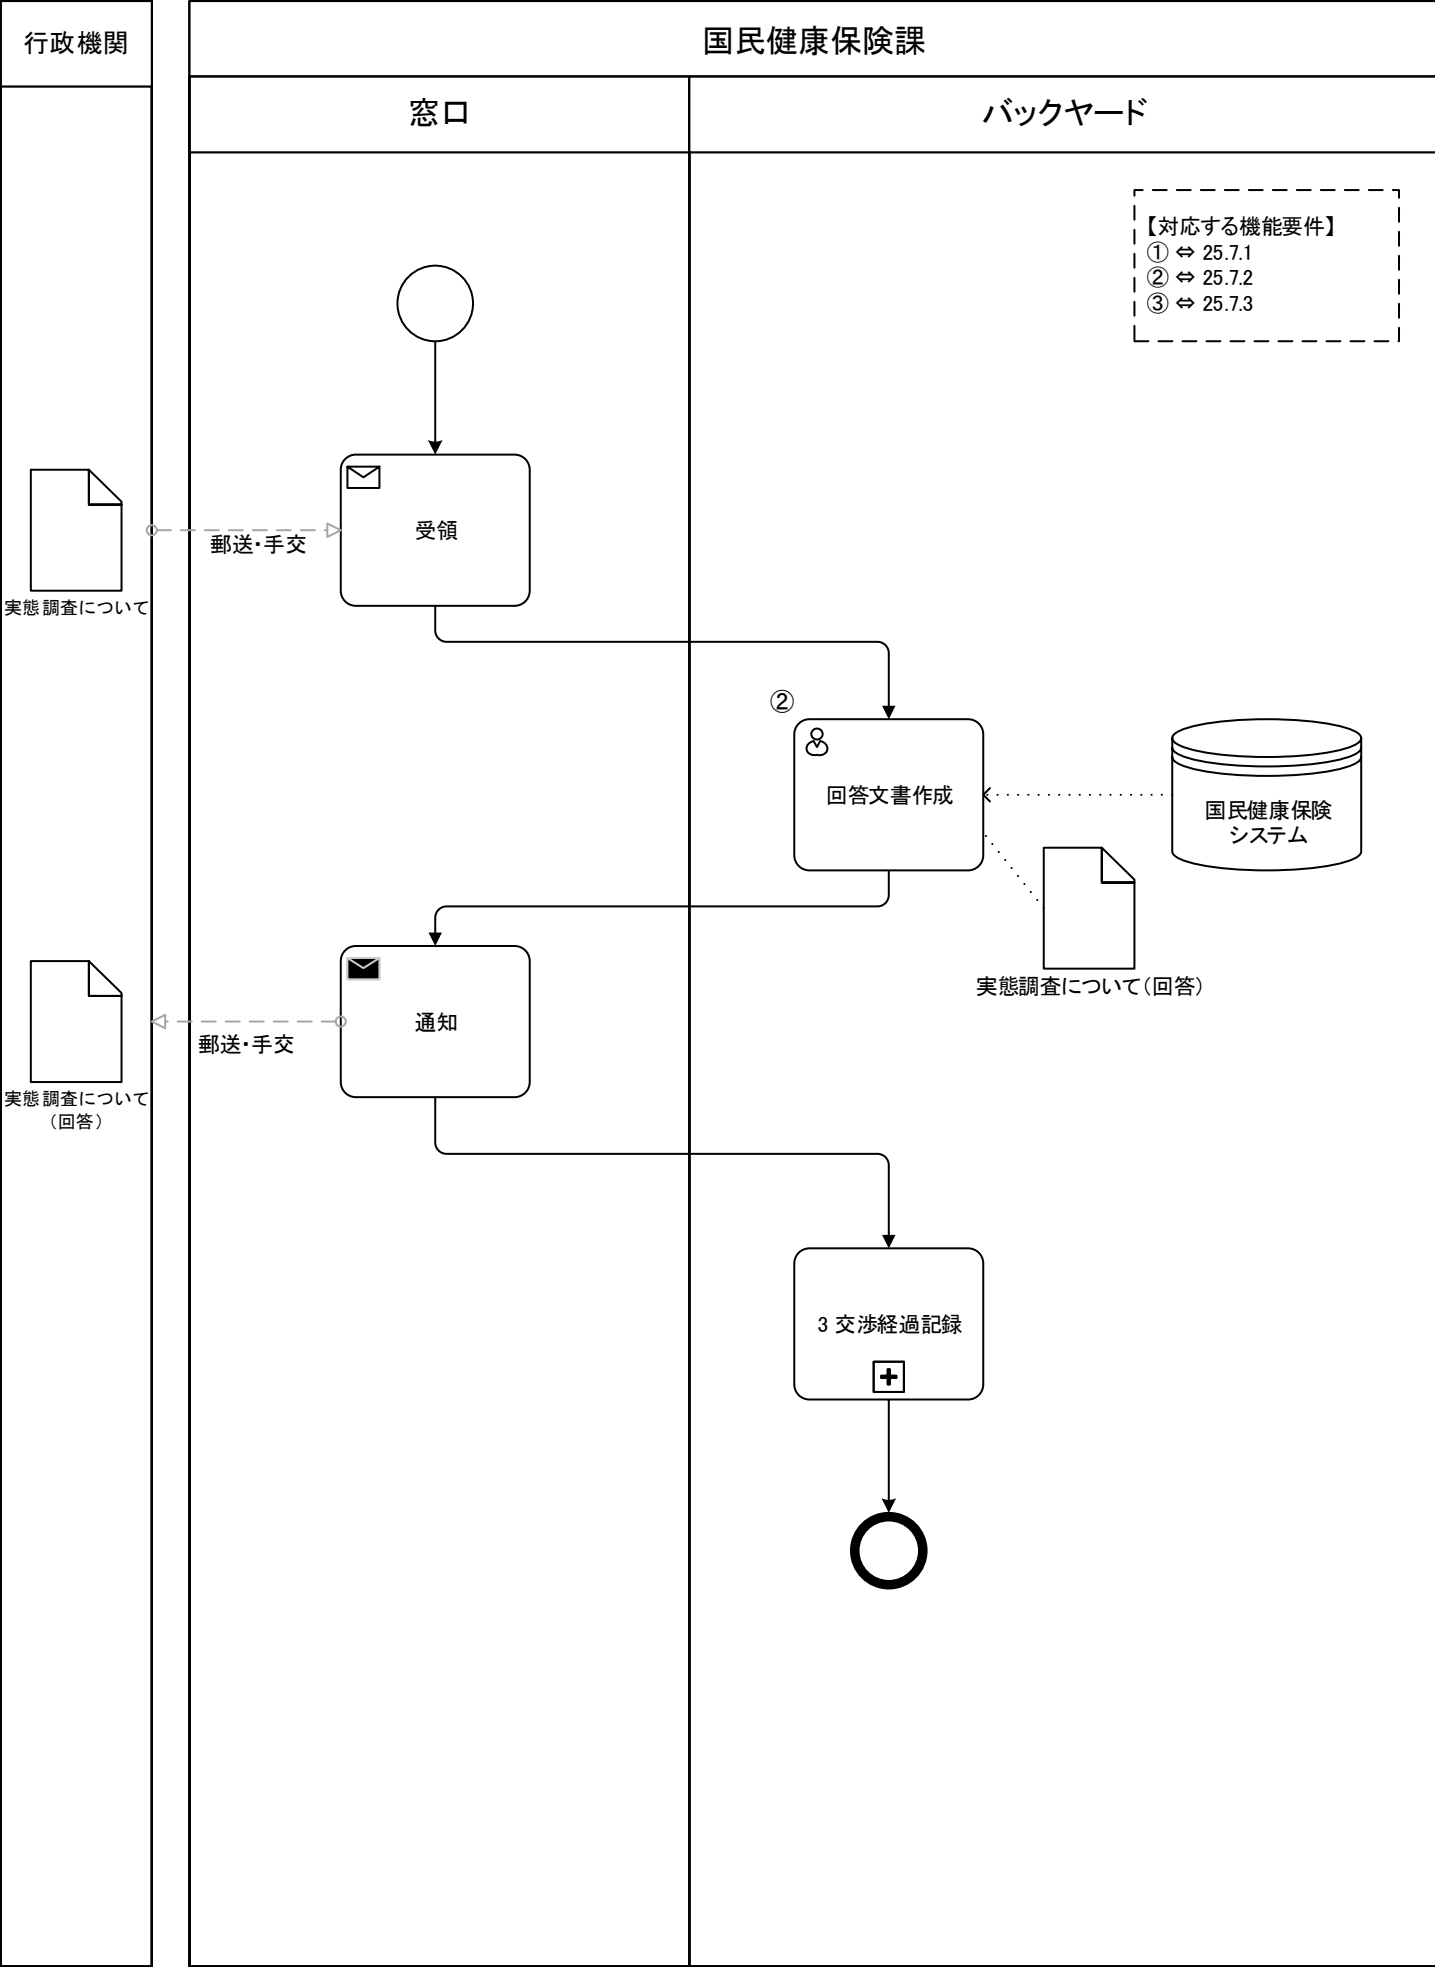 行政機関
国民健康保険課
窓口
バックヤード
【対応する機能要件】
① ⇔ 25.7.1
② ⇔ 25.7.2
③ ⇔ 25.7.3
受領
郵送・手交
実態調査について
②
回答文書作成
国民健康保険
システム
実態調査について(回答)
通知
郵送・手交
実態調査について
(回答)
3 交渉経過記録